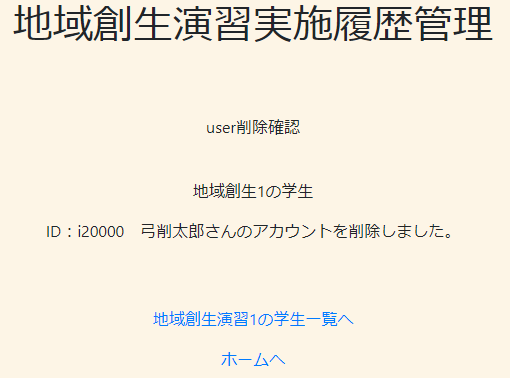 地域創生演習実施履歴管理
user削除確認
地域創生1の学生
ID：i20000　弓削太郎さんのアカウントを削除しました。
地域創生演習1の学生一覧へ
ホームへ